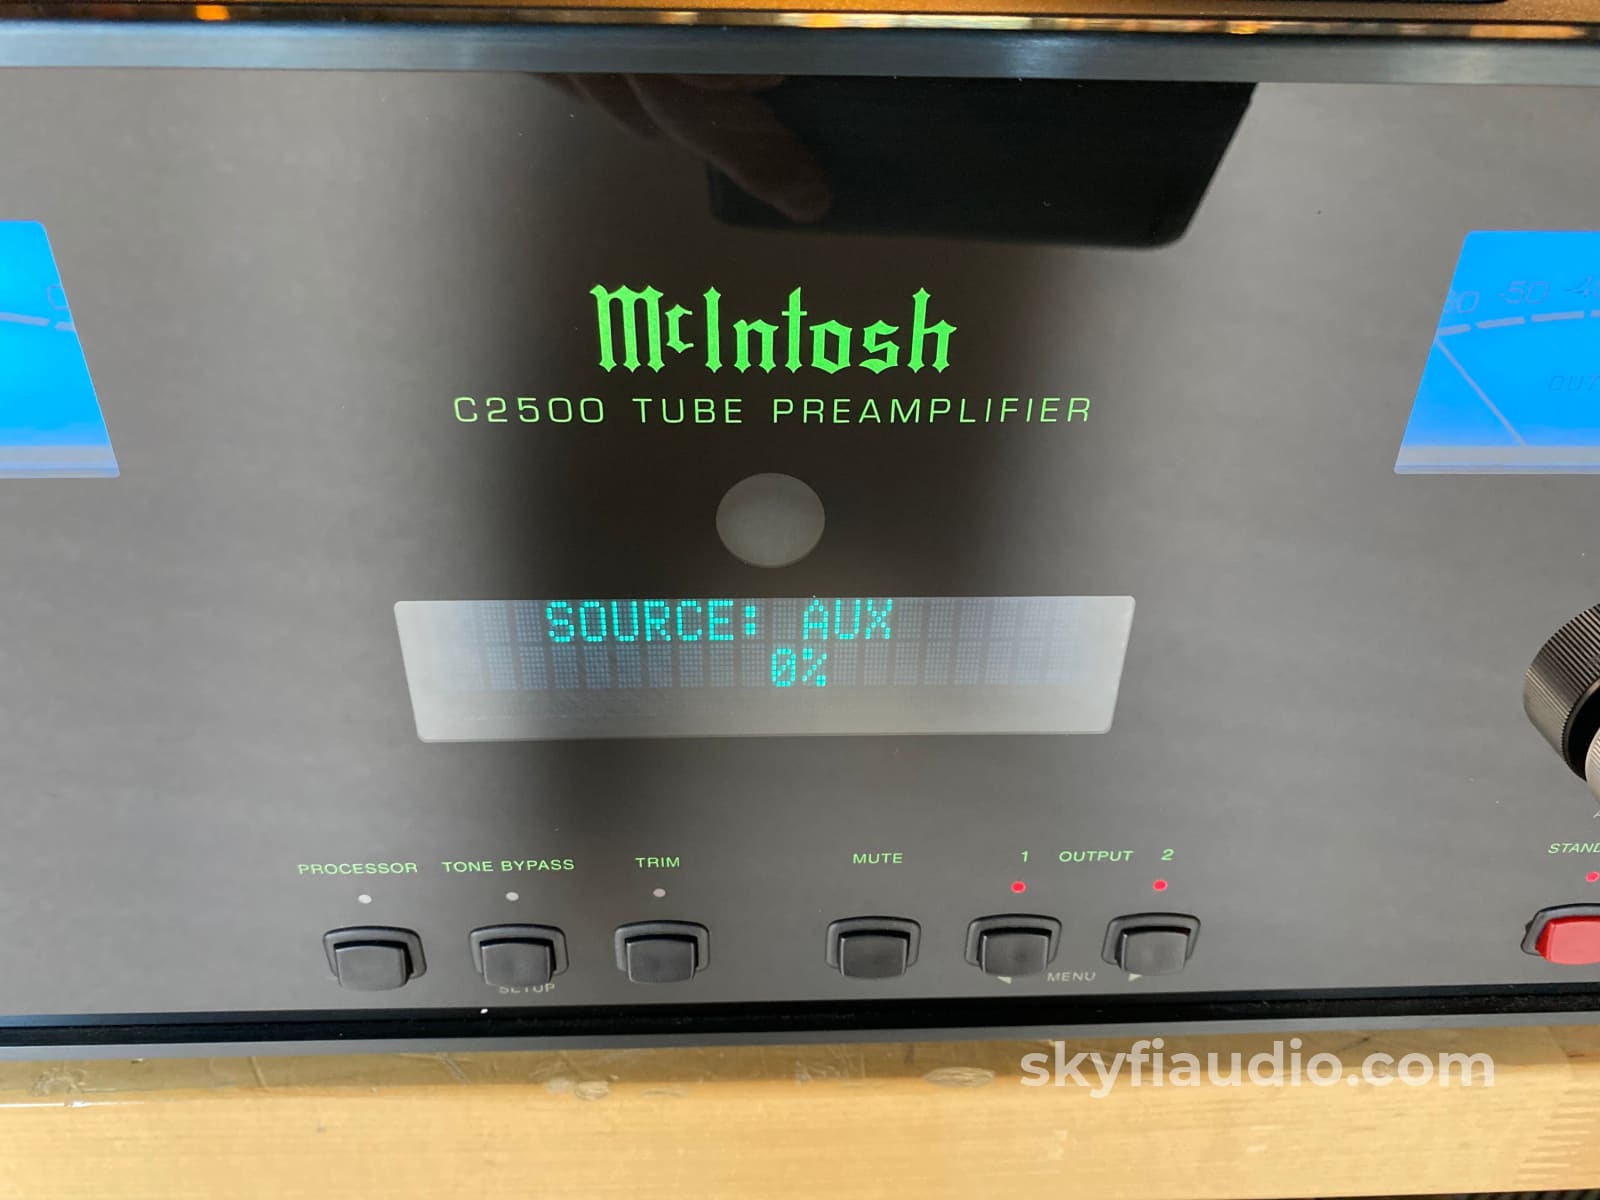 McIntosh
C2500 TUBE PREAMPLIFIER
-50
SOURCE: AUX
0%
PROCESSOR TONE BYPASS TRIM MUTE 1 OUTPUT 2
SETUP
MENU
skyfiaudio.com